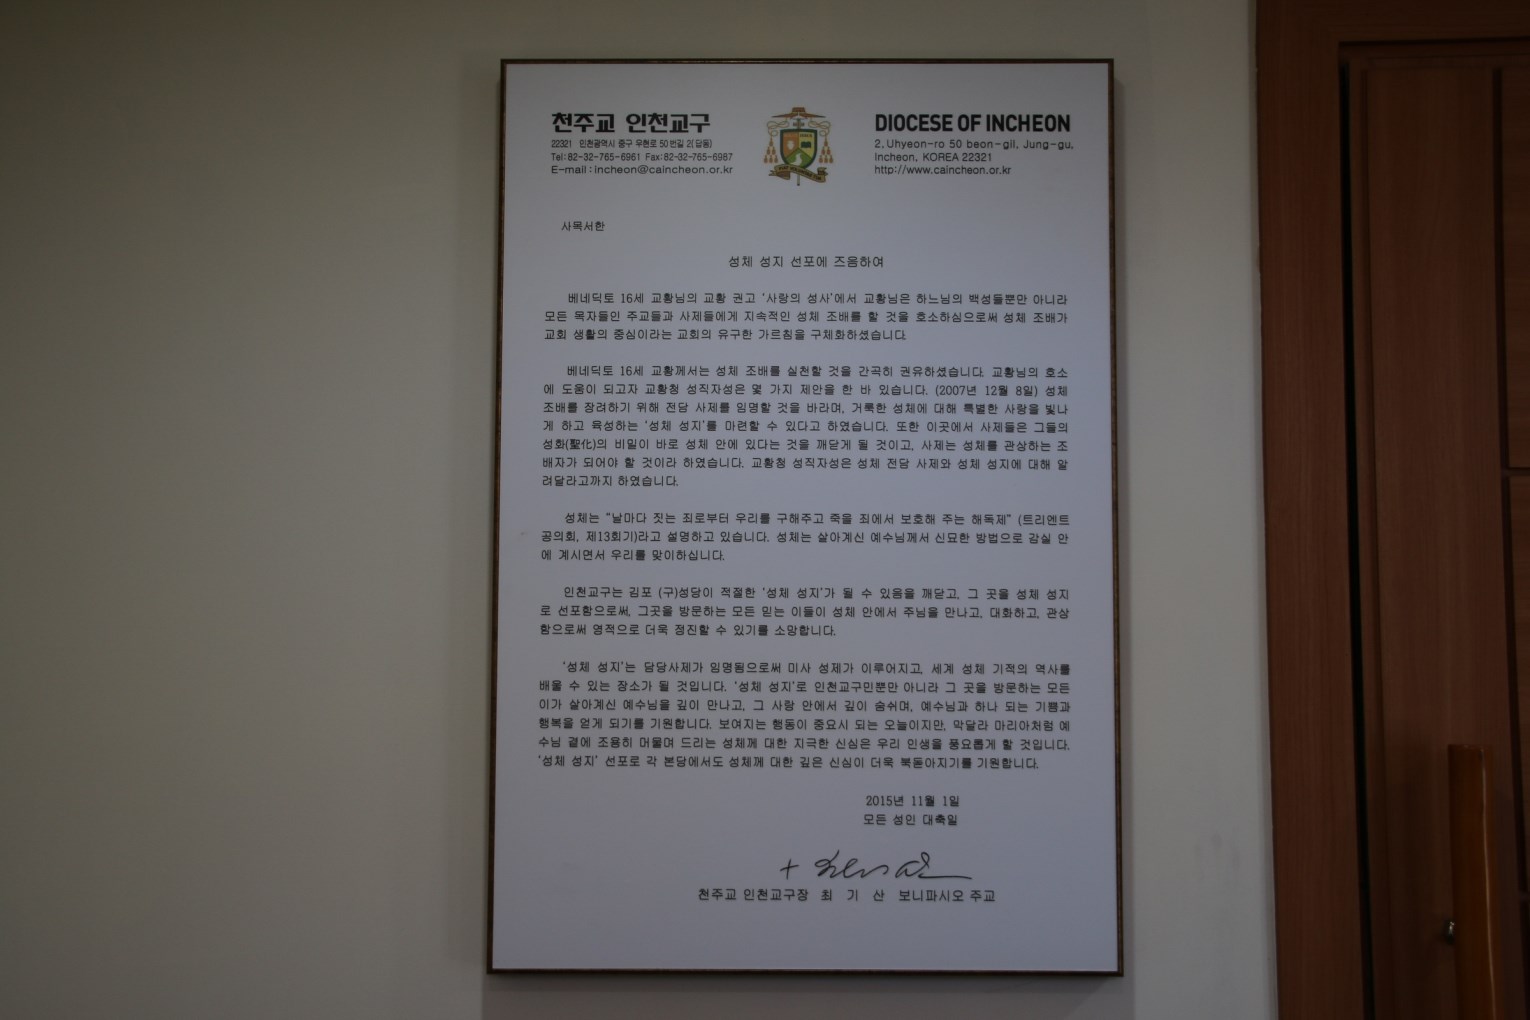 천주교 인천교구
22321 인천광역시 중구 우현로 50번길 2(답동)
Tel:82-32-765-6961 Fax:82-32-765-6987
E-mail : incheon@caincheon.or.kr
DIOCESE OF INCHEON
2, Uhyeon-ro 50 beon-gil, Jung-gu,
Incheon, KOREA 22321
http://www.caincheon.or.kr
사목서한
성체 성지 선포에 즈음하여
베네딕토 16세 교황님의 교황 권고 '사랑의 성사'에서 교황님은 하느님의 백성들뿐만 아니라
모든 목자들인 주교들과 사제들에게 지속적인 성체 조배를 할 것을 호소하심으로써 성체 조배가
교회 생활의 중심이라는 교회의 유구한 가르침을 구체화하셨습니다.
베네딕토 16세 교황께서는 성체 조배를 실천할 것을 간곡히 권유하셨습니다. 교황님의 호소
에 도움이 되고자 교황청 성직자성은 몇 가지 제안을 한 바 있습니다. (2007년 12월 8일) 성체
조배를 장려하기 위해 전담 사제를 임명할 것을 바라며, 거룩한 성체에 대해 특별한 사랑을 빛나
게 하고 육성하는 '성체 성지'를 마련할 수 있다고 하였습니다. 또한 이곳에서 사제들은 그들의
성화(聖化)의 비밀이 바로 성체 안에 있다는 것을 깨닫게 될 것이고, 사제는 성체를 관상하는 조
배자가 되어야 할 것이라 하였습니다. 교황청 성직자성은 성체 전담 사제와 성체 성지에 대해 알
려달라고까지 하였습니다.
성체는 "날마다 짓는 죄로부터 우리를 구해주고 죽을 죄에서 보호해 주는 해독제" (트리엔트
공의회, 제13회기)라고 설명하고 있습니다. 성체는 살아계신 예수님께서 신묘한 방법으로 감실 안
에 계시면서 우리를 맞이하십니다.
인천교구는 김포 (구)성당이 적절한 '성체 성지'가 될 수 있음을 깨닫고, 그 곳을 성체 성지
로 선포함으로써, 그곳을 방문하는 모든 믿는 이들이 성체 안에서 주님을 만나고, 대화하고, 관상
함으로써 영적으로 더욱 정진할 수 있기를 소망합니다.
'성체 성지'는 담당사제가 임명됨으로써 미사 성제가 이루어지고, 세계 성체 기적의 역사를
배울 수 있는 장소가 될 것입니다. '성체 성지'로 인천교구민뿐만 아니라 그 곳을 방문하는 모든
이가 살아계신 예수님을 깊이 만나고, 그 사랑 안에서 깊이 숨쉬며, 예수님과 하나 되는 기쁨과
행복을 얻게 되기를 기원합니다. 보여지는 행동이 중요시 되는 오늘이지만, 막달라 마리아처럼 예
수님 곁에 조용히 머물며 드리는 성체께 대한 지극한 신심은 우리 인생을 풍요롭게 할 것입니다.
'성체 성지' 선포로 각 본당에서도 성체께 대한 깊은 신심이 더욱 북돋아지기를 기원합니다.
2015년 11월 1일
모든 성인 대축일
천주교 인천교구장 최 기 산 보니파시오 주교